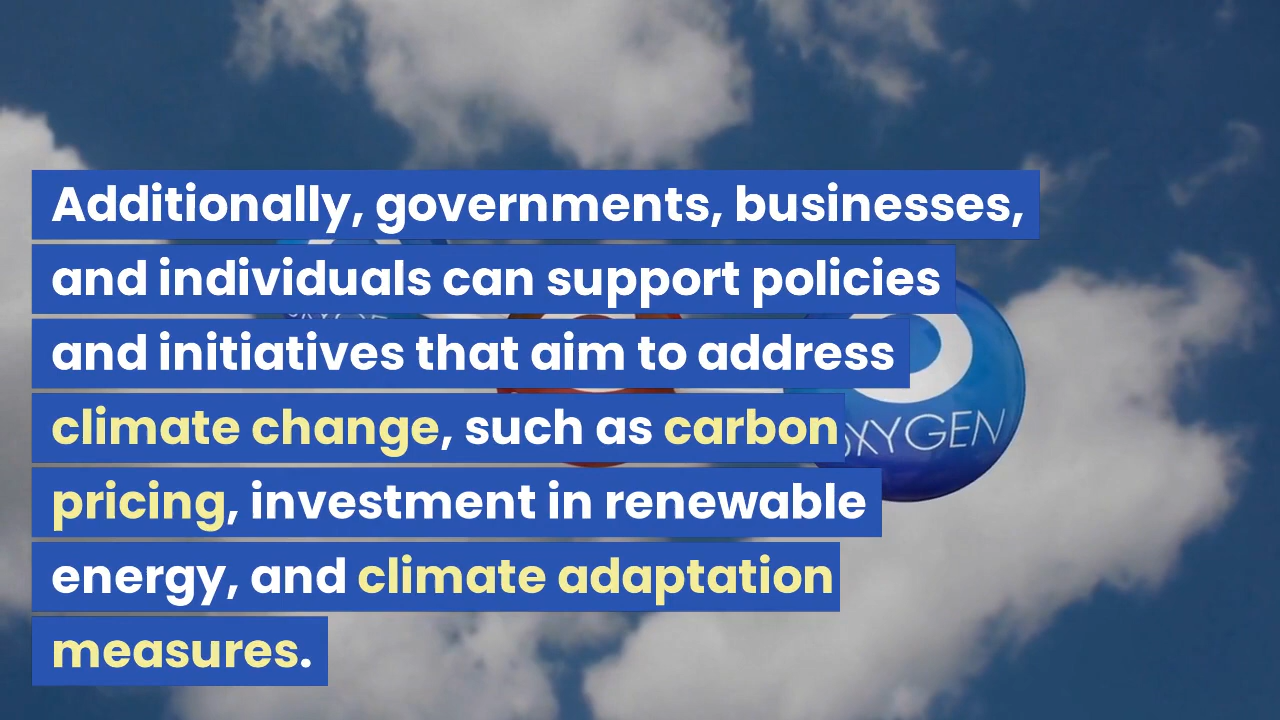 Additionally, governments, businesses,
and individuals can support policies
and initiatives that aim to address
climate change, such as carbon
pricing, investment in renewable
energy, and climate adaptation
measures.
OXYGEN